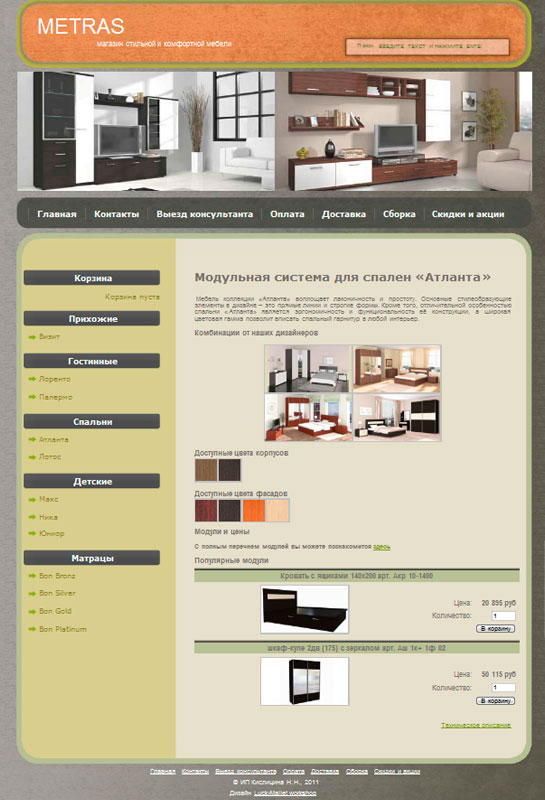 METRAS
магазин стильной и комфортной мебели
введите текст и нажмите
Главная Контакты Выезд консультанта Оплата Доставка Сборка Скидки и акции
Корзина
Корзина пуста
Прихожие
Визит
Гостинные
Лоренто
Палерно
Спальни
Атланта
Лотос
Детские
Макс
Ника
Юниор
Матрацы
Bon Bronz
Bon Silver
Bon Gold
Bon Platinum
Модульная система для спален «Атланта»
Мебель коллекции «Атланта» воплощает лаконичность и простоту. Основные стилеобразующие
элементы в дизайне – это прямые линии и строгие формы. Кроме того, отличительной особенностью
спальни «Атланта» является эргономичность и функциональность её конструкции, а широкая
цветовая гамма позволит вписать спальный гарнитур в любой интерьер.
Комбинации от наших дизайнеров
Доступные цвета корпусов
Доступные цвета фасадов
Модули и цены
С полным перечнем модулей вы можете познакомится здесь
Популярные модули
Кровать с ящиками 140х200 арт. Акр 10-1400
Цена: 20 895 руб
Количество: 1
В корзину
шкаф-купе 2дв (175) с зеркалом арт. Аш 1к+ 1ф 02
Цена: 50 115 руб
Количество: 1
В корзину
Техническое описание
Главная Контакты Выезд консультанта Оплата Доставка Сборка Скидки и акции
© ИП Кислицина Н.Н., 2011
Дизайн LuckiAtallet workshop